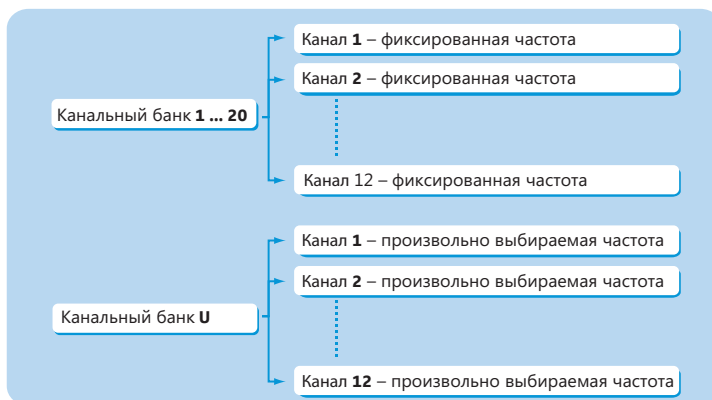 Канал 1 – фиксированная частота
Канал 2 – фиксированная частота
Канальный банк 1 ... 20
Канал 12 – фиксированная частота
Канал 1 – произвольно выбираемая частота
Канал 2 – произвольно выбираемая частота
Канальный банк U
Канал 12 – произвольно выбираемая частота